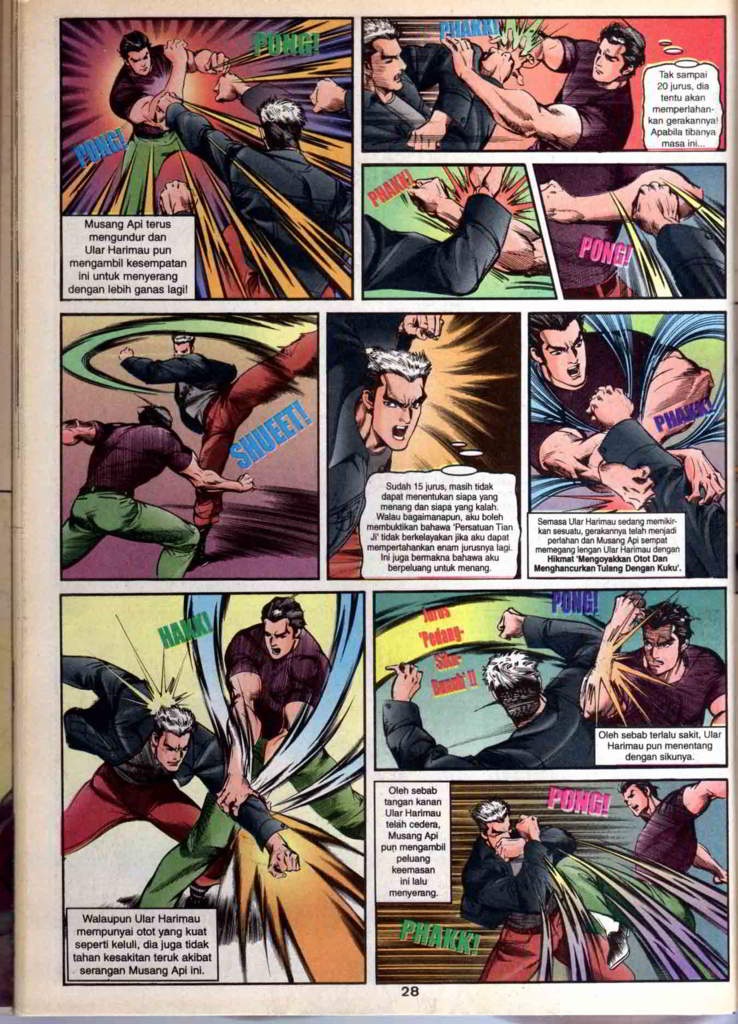 PONG!
PONG!
Musang Api terus
mengundur dan
Ular Harimau pun
mengambil kesempatan
ini untuk menyerang
dengan lebih ganas lagi!
PHAKK!
Tak sampai
20 jurus, dia
tentu akan
memperlahan-
kan gerakannya!
Apabila tibanya
masa ini...
PHAKK!
PONG!
SHUEET!
Sudah 15 jurus, masih tidak
dapat menentukan siapa yang
menang dan siapa yang kalah.
Walau bagaimanapun, aku boleh
membuktikan bahawa 'Persatuan Tian
Ji' tidak berkelayakan jika aku dapat
mempertahankan enam jurusnya lagi.
Ini juga bermakna bahawa aku
berpeluang untuk menang.
PHAKK!
Semasa Ular Harimau sedang memikir-
kan sesuatu, gerakannya telah menjadi
perlahan dan Musang Api sempat
memegang lengan Ular Harimau dengan
Hikmat 'Mengoyakkan Otot Dan
Menghancurkan Tulang Dengan Kuku'.
HAKK!
Walaupun Ular Harimau
mempunyai otot yang kuat
seperti keluli, dia juga tidak
tahan kesakitan teruk akibat
serangan Musang Api ini.
PONG!
Jurus
'Pedang-
Siku-
!!
Oleh sebab terlalu sakit, Ular
Harimau pun menentang
dengan sikunya.
Oleh sebab
tangan kanan
Ular Harimau
telah cedera,
Musang Api
pun mengambil
peluang
keemasan
ini lalu
menyerang.
PONG!
PHAKK!
28